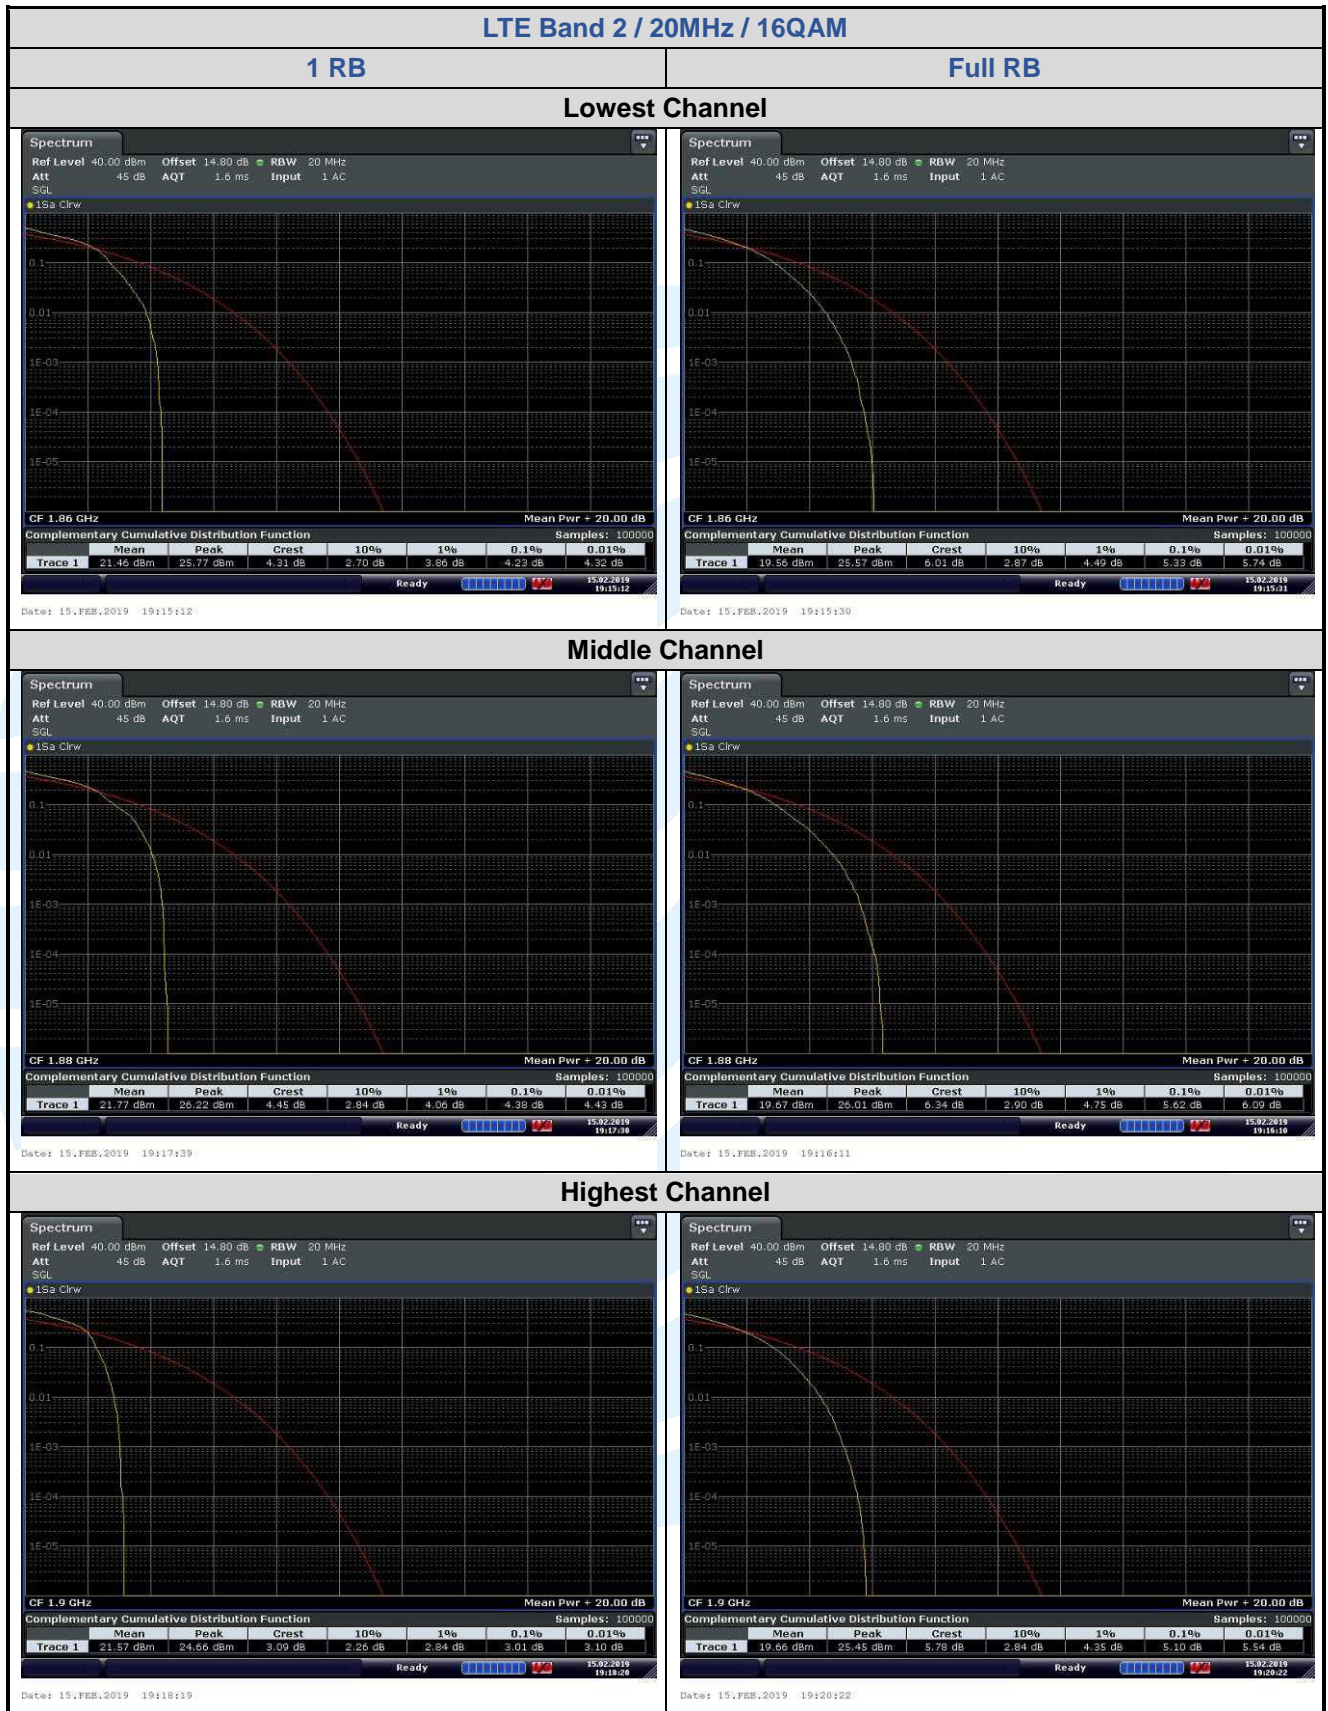 LTE Band 2 / 20MHz / 16QAM
1 RB
Full RB
Lowest Channel
Spectrum
Ref Level 40.00 dBm Offset 14.80 dB RBW 20 MHz
Att 45 dB AQT 1.6 ms Input 1 AC
SGL
1Sa Clrw
0.1
0.01
1E-03
1E-04
1E-05
CF 1.86 GHz Mean Pwr + 20.00 dB
Complementary Cumulative Distribution Function Samples: 100000
Mean Peak Crest 10% 1% 0.1% 0.01%
Trace 1 21.46 dBm 25.77 dBm 4.31 dB 2.70 dB 3.86 dB 4.23 dB 4.32 dB
Ready 15.02.2019
19:15:12
Date: 15.FEB.2019 19:15:12
Spectrum
Ref Level 40.00 dBm Offset 14.80 dB RBW 20 MHz
Att 45 dB AQT 1.6 ms Input 1 AC
SGL
1Sa Clrw
0.1
0.01
1E-03
1E-04
1E-05
CF 1.86 GHz Mean Pwr + 20.00 dB
Complementary Cumulative Distribution Function Samples: 100000
Mean Peak Crest 10% 1% 0.1% 0.01%
Trace 1 19.56 dBm 25.57 dBm 6.01 dB 2.87 dB 4.49 dB 5.33 dB 5.74 dB
Ready 15.02.2019
19:15:31
Date: 15.FEB.2019 19:15:30
Middle Channel
Spectrum
Ref Level 40.00 dBm Offset 14.80 dB RBW 20 MHz
Att 45 dB AQT 1.6 ms Input 1 AC
SGL
1Sa Clrw
0.1
0.01
1E-03
1E-04
1E-05
CF 1.88 GHz Mean Pwr + 20.00 dB
Complementary Cumulative Distribution Function Samples: 100000
Mean Peak Crest 10% 1% 0.1% 0.01%
Trace 1 21.77 dBm 26.22 dBm 4.45 dB 2.84 dB 4.06 dB 4.38 dB 4.43 dB
Ready 15.02.2019
19:17:38
Date: 15.FEB.2019 19:17:39
Spectrum
Ref Level 40.00 dBm Offset 14.80 dB RBW 20 MHz
Att 45 dB AQT 1.6 ms Input 1 AC
SGL
1Sa Clrw
0.1
0.01
1E-03
1E-04
1E-05
CF 1.88 GHz Mean Pwr + 20.00 dB
Complementary Cumulative Distribution Function Samples: 100000
Mean Peak Crest 10% 1% 0.1% 0.01%
Trace 1 19.67 dBm 26.01 dBm 6.34 dB 2.90 dB 4.75 dB 5.62 dB 6.09 dB
Ready 15.02.2019
19:16:10
Date: 15.FEB.2019 19:16:11
Highest Channel
Spectrum
Ref Level 40.00 dBm Offset 14.80 dB RBW 20 MHz
Att 45 dB AQT 1.6 ms Input 1 AC
SGL
1Sa Clrw
0.1
0.01
1E-03
1E-04
1E-05
CF 1.9 GHz Mean Pwr + 20.00 dB
Complementary Cumulative Distribution Function Samples: 100000
Mean Peak Crest 10% 1% 0.1% 0.01%
Trace 1 21.57 dBm 24.66 dBm 3.09 dB 2.26 dB 2.84 dB 3.01 dB 3.10 dB
Ready 15.02.2019
19:18:20
Date: 15.FEB.2019 19:18:19
Spectrum
Ref Level 40.00 dBm Offset 14.80 dB RBW 20 MHz
Att 45 dB AQT 1.6 ms Input 1 AC
SGL
1Sa Clrw
0.1
0.01
1E-03
1E-04
1E-05
CF 1.9 GHz Mean Pwr + 20.00 dB
Complementary Cumulative Distribution Function Samples: 100000
Mean Peak Crest 10% 1% 0.1% 0.01%
Trace 1 19.66 dBm 25.45 dBm 5.78 dB 2.84 dB 4.35 dB 5.10 dB 5.54 dB
Ready 15.02.2019
19:20:22
Date: 15.FEB.2019 19:20:22